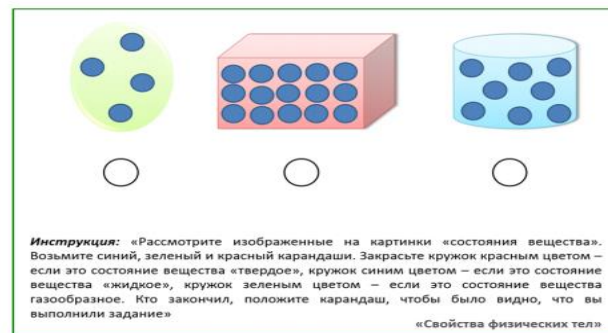 Инструкция: «Рассмотрите изображенные на картинки «состояния вещества».
Возьмите синий, зеленый и красный карандаши. Закрасьте кружок красным цветом –
если это состояние вещества «твердое», кружок синим цветом – если это состояние
вещества «жидкое», кружок зеленым цветом – если это состояние вещества
газообразное. Кто закончил, положите карандаш, чтобы было видно, что вы
выполнили задание»
«Свойства физических тел»